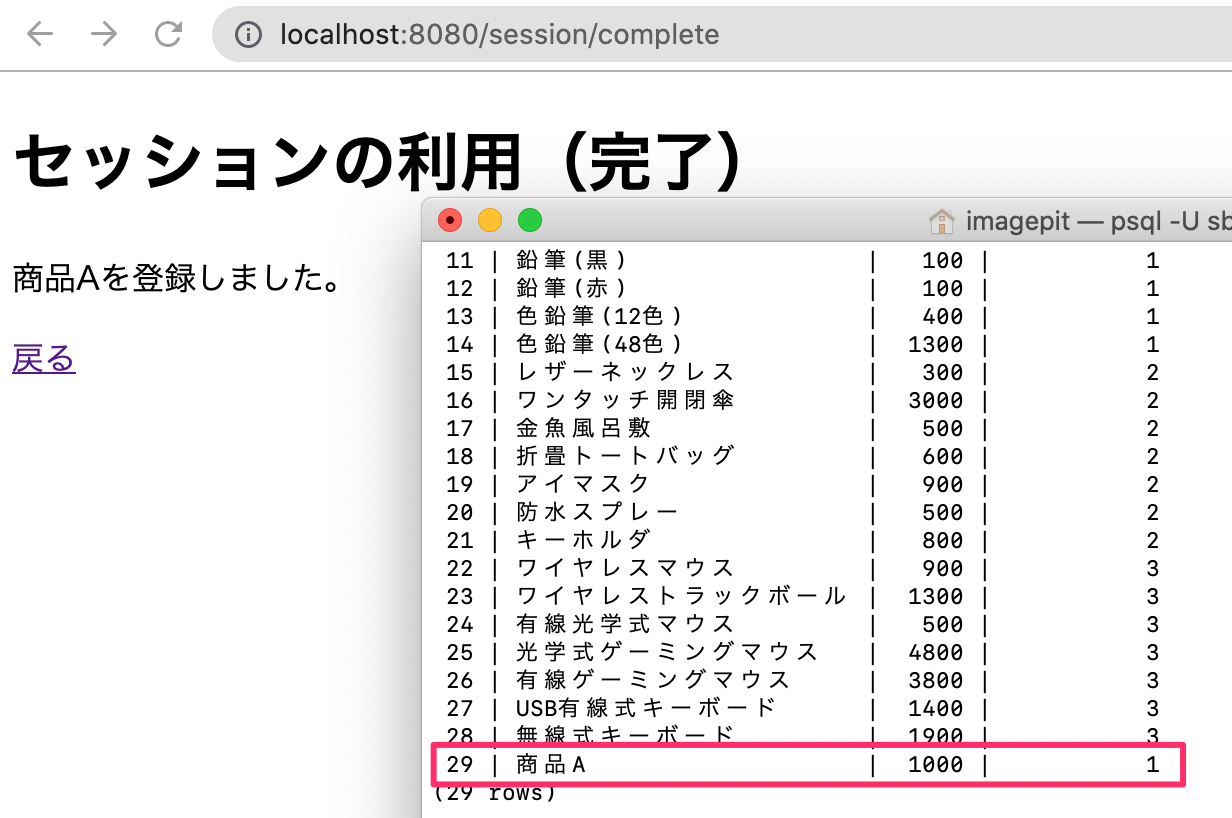 localhost:8080/session/complete
セッションの利用（完了）
商品Aを登録しました。
戻る
imagepit — psql -U sb
11 | 鉛筆(黒) | 100 | 1
12 | 鉛筆(赤) | 100 | 1
13 | 色鉛筆(12色) | 400 | 1
14 | 色鉛筆(48色) | 1300 | 1
15 | レザーネックレス | 300 | 2
16 | ワンタッチ開閉傘 | 3000 | 2
17 | 金魚風呂敷 | 500 | 2
18 | 折畳トートバッグ | 600 | 2
19 | アイマスク | 900 | 2
20 | 防水スプレー | 500 | 2
21 | キーホルダ | 800 | 2
22 | ワイヤレスマウス | 900 | 3
23 | ワイヤレストラックボール | 1300 | 3
24 | 有線光学式マウス | 500 | 3
25 | 光学式ゲーミングマウス | 4800 | 3
26 | 有線ゲーミングマウス | 3800 | 3
27 | USB有線式キーボード | 1400 | 3
28 | 無線式キーボード | 1900 | 3
29 | 商品A | 1000 | 1
(29 rows)